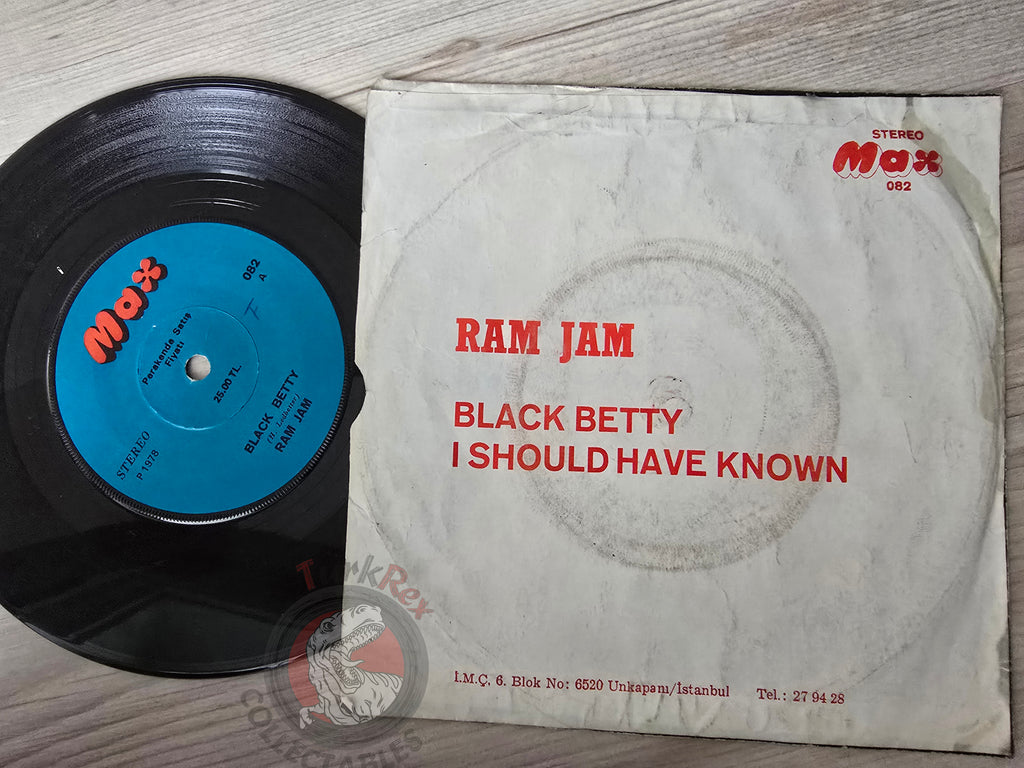 Max
082
A
Perakende Satış
Fiyatı
25.00 TL.
STEREO
P 1978
BLACK BETTY
(H. Ledbetter)
RAM JAM
STEREO
Max
082
RAM JAM
BLACK BETTY
I SHOULD HAVE KNOWN
İ.M.Ç. 6. Blok No: 6520 Unkapanı/İstanbul Tel.: 27 94 28
TurkRex
COLLECTABLES